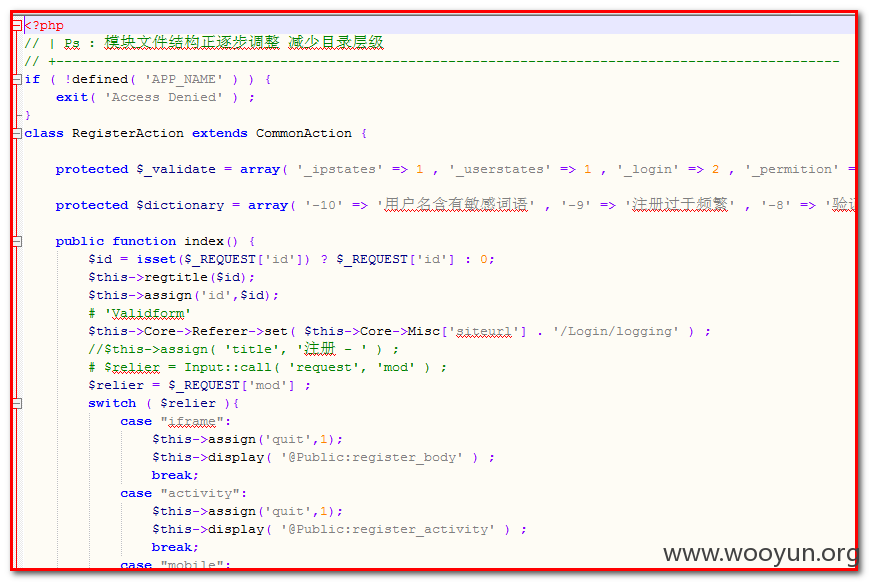 <?php
// | Ps : 模块文件结构正逐步调整 减少目录层级
// +--------------------------------------------------------------------------------------------------
if ( !defined( 'APP_NAME' ) ) {
exit( 'Access Denied' ) ;
}
class RegisterAction extends CommonAction {
protected $_validate = array( '_ipstates' => 1 , '_userstates' => 1 , '_login' => 2 , '_permition' =
protected $dictionary = array( '-10' => '用户名含有敏感词语' , '-9' => '注册过于频繁' , '-8' => '验
public function index() {
$id = isset($_REQUEST['id']) ? $_REQUEST['id'] : 0;
$this->regtitle($id);
$this->assign('id',$id);
# 'Validform'
$this->Core->Referer->set( $this->Core->Misc['siteurl'] . '/Login/logging' ) ;
//$this->assign( 'title', '注册 - ' ) ;
# $relier = Input::call( 'request', 'mod' ) ;
$relier = $_REQUEST['mod'] ;
switch ( $relier ){
case "iframe":
$this->assign('quit',1);
$this->display( '@Public:register_body' ) ;
break;
case "activity":
$this->assign('quit',1);
$this->display( '@Public:register_activity' ) ;
break;
case "mobile":
www.wooyun.org